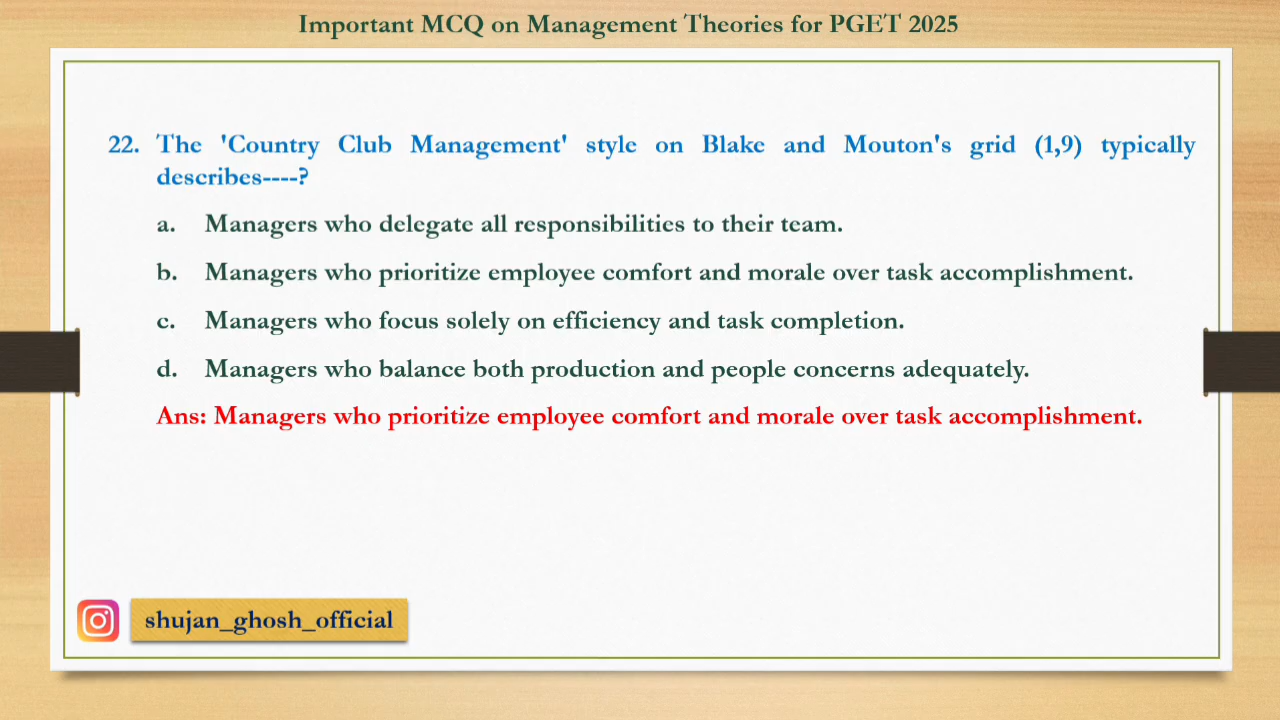 Important MCQ on Management Theories for PGET 2025
22. The 'Country Club Management' style on Blake and Mouton's grid (1,9) typically
describes----?
a. Managers who delegate all responsibilities to their team.
b. Managers who prioritize employee comfort and morale over task accomplishment.
c. Managers who focus solely on efficiency and task completion.
d. Managers who balance both production and people concerns adequately.
Ans: Managers who prioritize employee comfort and morale over task accomplishment.
shujan_ghosh_official